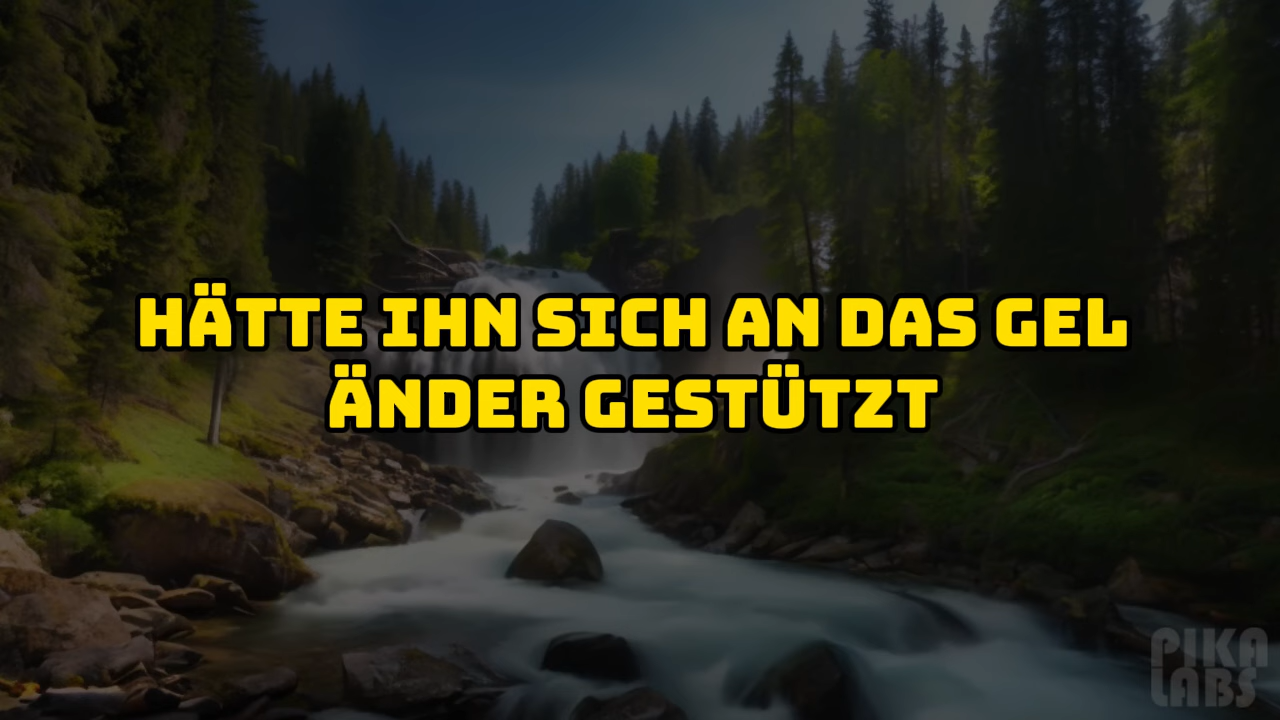 HÄTTE IHN SICH AN DAS GEL
ÄNDER GESTÜTZT
PIKA
LABS